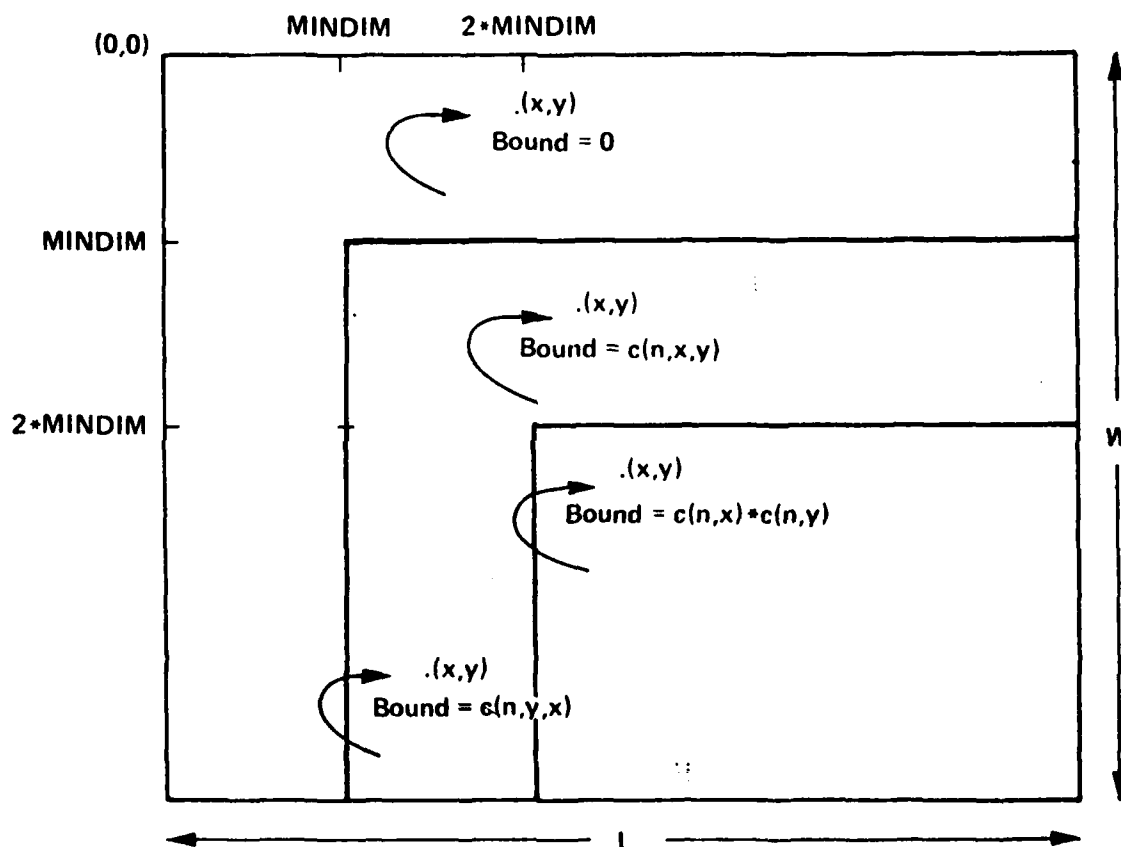 MINDIM 2*MINDIM
(0,0)
.(x,y)
Bound = 0
MINDIM
.(x,y)
Bound = c(n,x,y)
2*MINDIM
W
.(x,y)
Bound = c(n,x)*c(n,y)
.(x,y)
Bound = c(n,y,x)
L